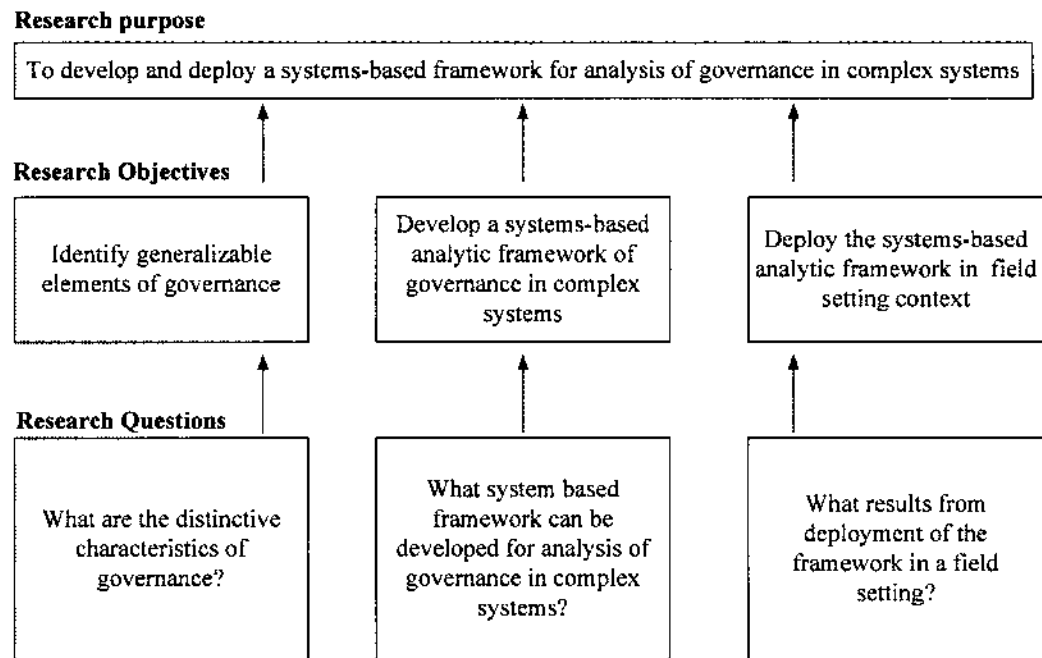 Research purpose
To develop and deploy a systems-based framework for analysis of governance in complex systems
Research Objectives
Identify generalizable
elements of governance
Develop a systems-based
analytic framework of
governance in complex
systems
Deploy the systems-based
analytic framework in field
setting context
Research Questions
What are the distinctive
characteristics of
governance?
What system based
framework can be
developed for analysis of
governance in complex
systems?
What results from
deployment of the
framework in a field
setting?